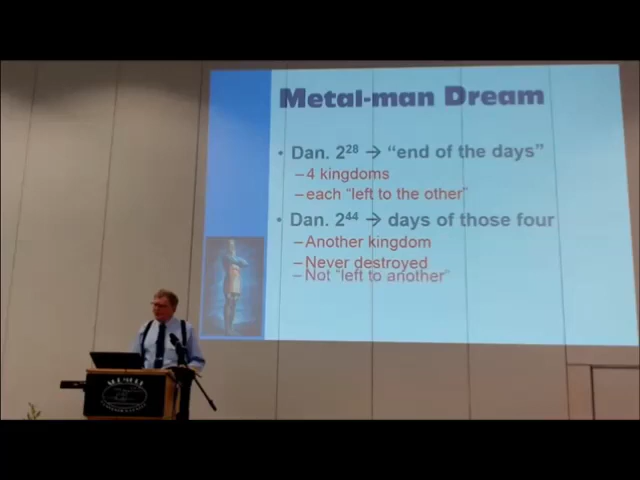 Metal-man Dream
• Dan. 2²⁸ → “end of the days”
–4 kingdoms
–each “left to the other”
• Dan. 2⁴⁴ → days of those four
–Another kingdom
–Never destroyed
–Not “left to another”